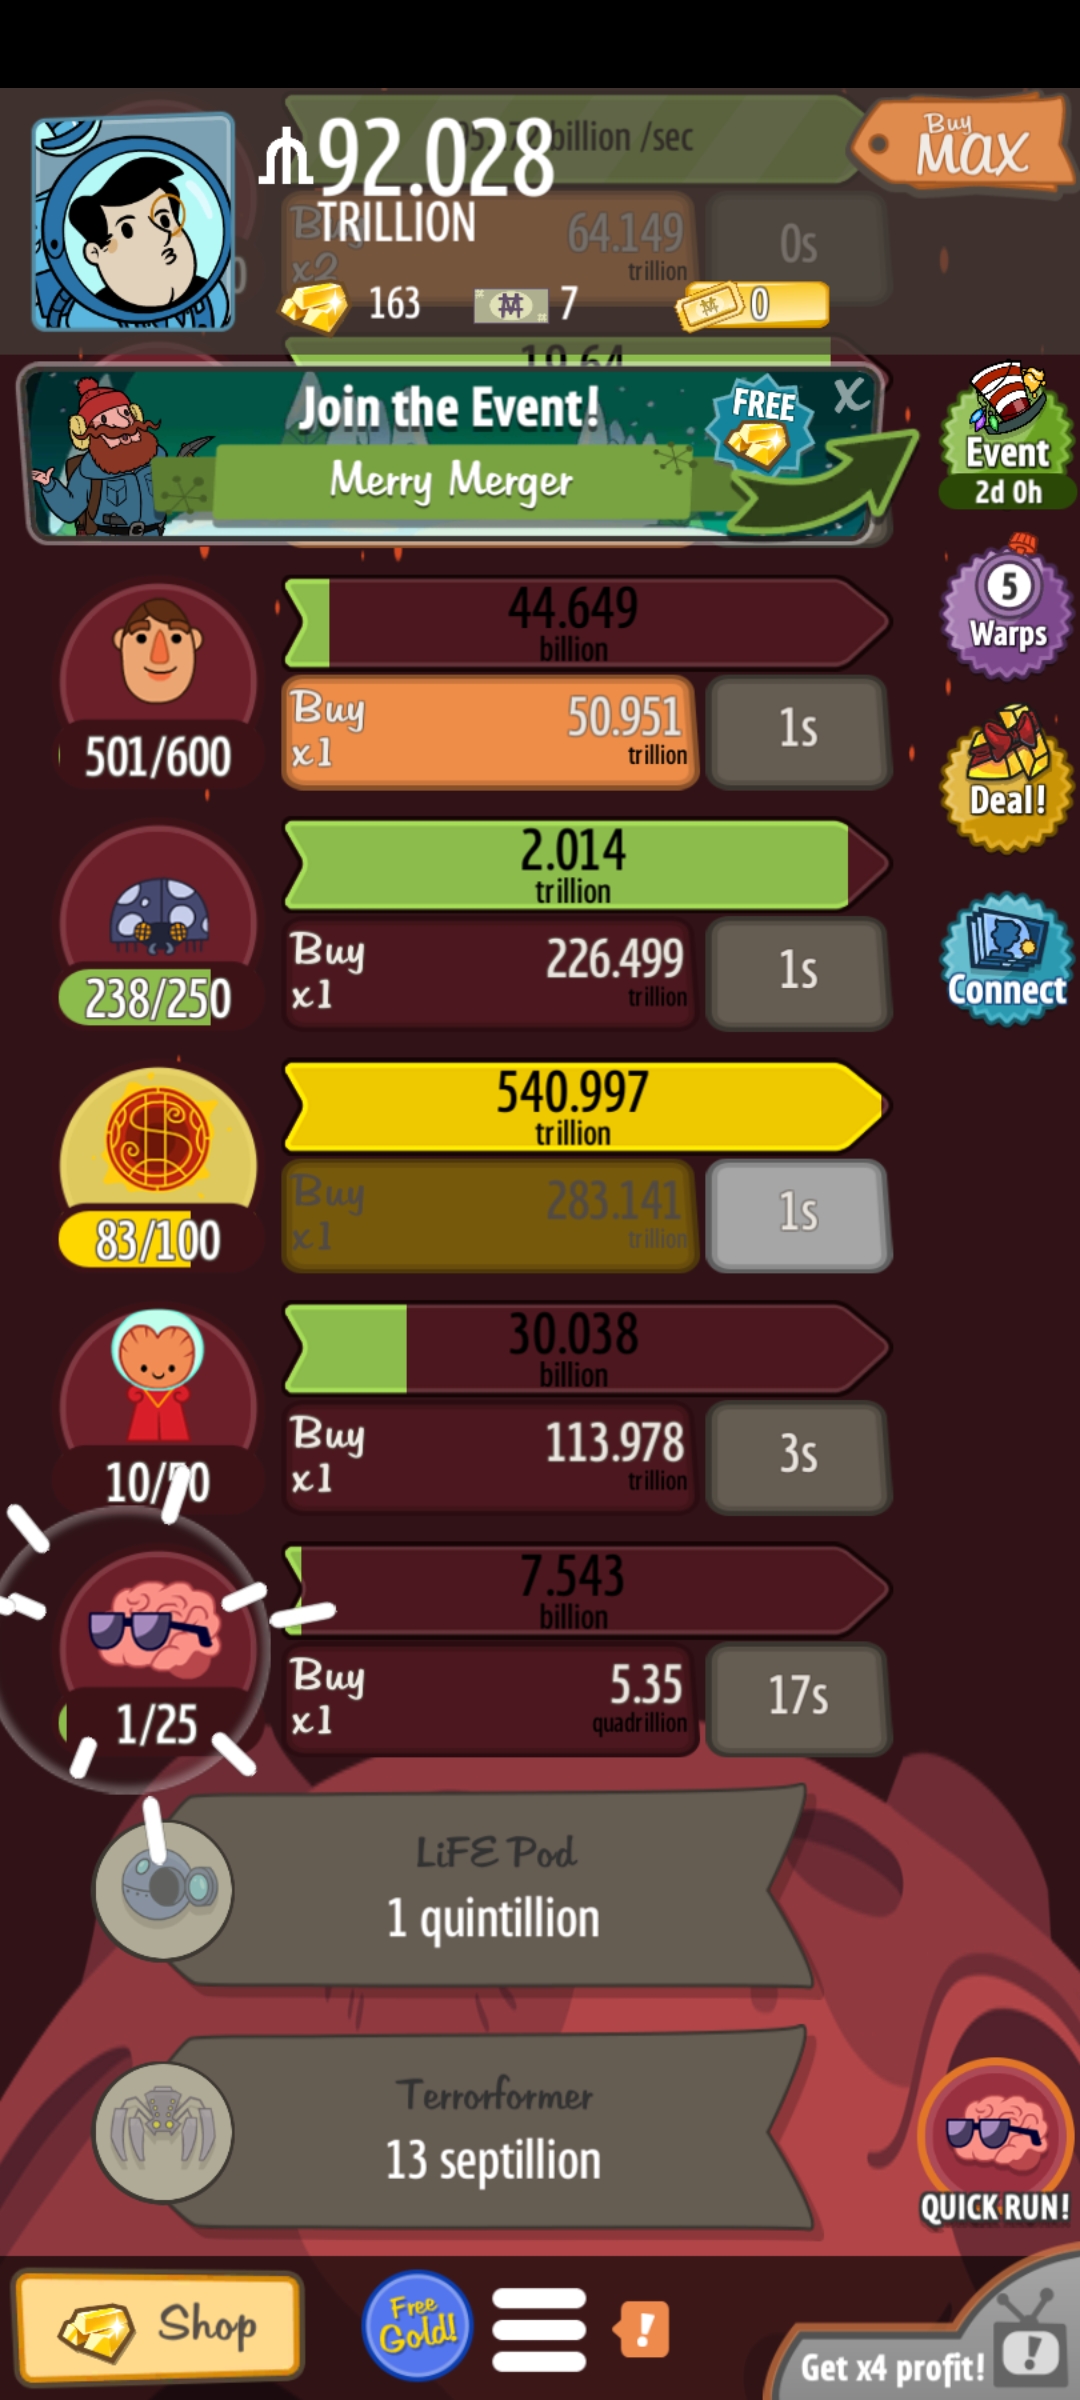 92.028
TRILLION
billion /sec
Buy
MAX
Buy
x2
64.149
trillion
0s
163
7
0
19.64
Join the Event!
FREE
X
Merry Merger
Event
2d 0h
44.649
billion
501/600
Buy
x1
50.951
trillion
1s
5
Warps
2.014
trillion
238/250
Buy
x1
226.499
trillion
1s
Deal!
Connect
540.997
trillion
83/100
Buy
x1
283.141
trillion
1s
30.038
billion
10/50
Buy
x1
113.978
trillion
3s
7.543
billion
1/25
Buy
x1
5.35
quadrillion
17s
LiFE Pod
1 quintillion
Terrorformer
13 septillion
QUICK RUN!
Shop
Free
Gold!
!
Get x4 profit!
!